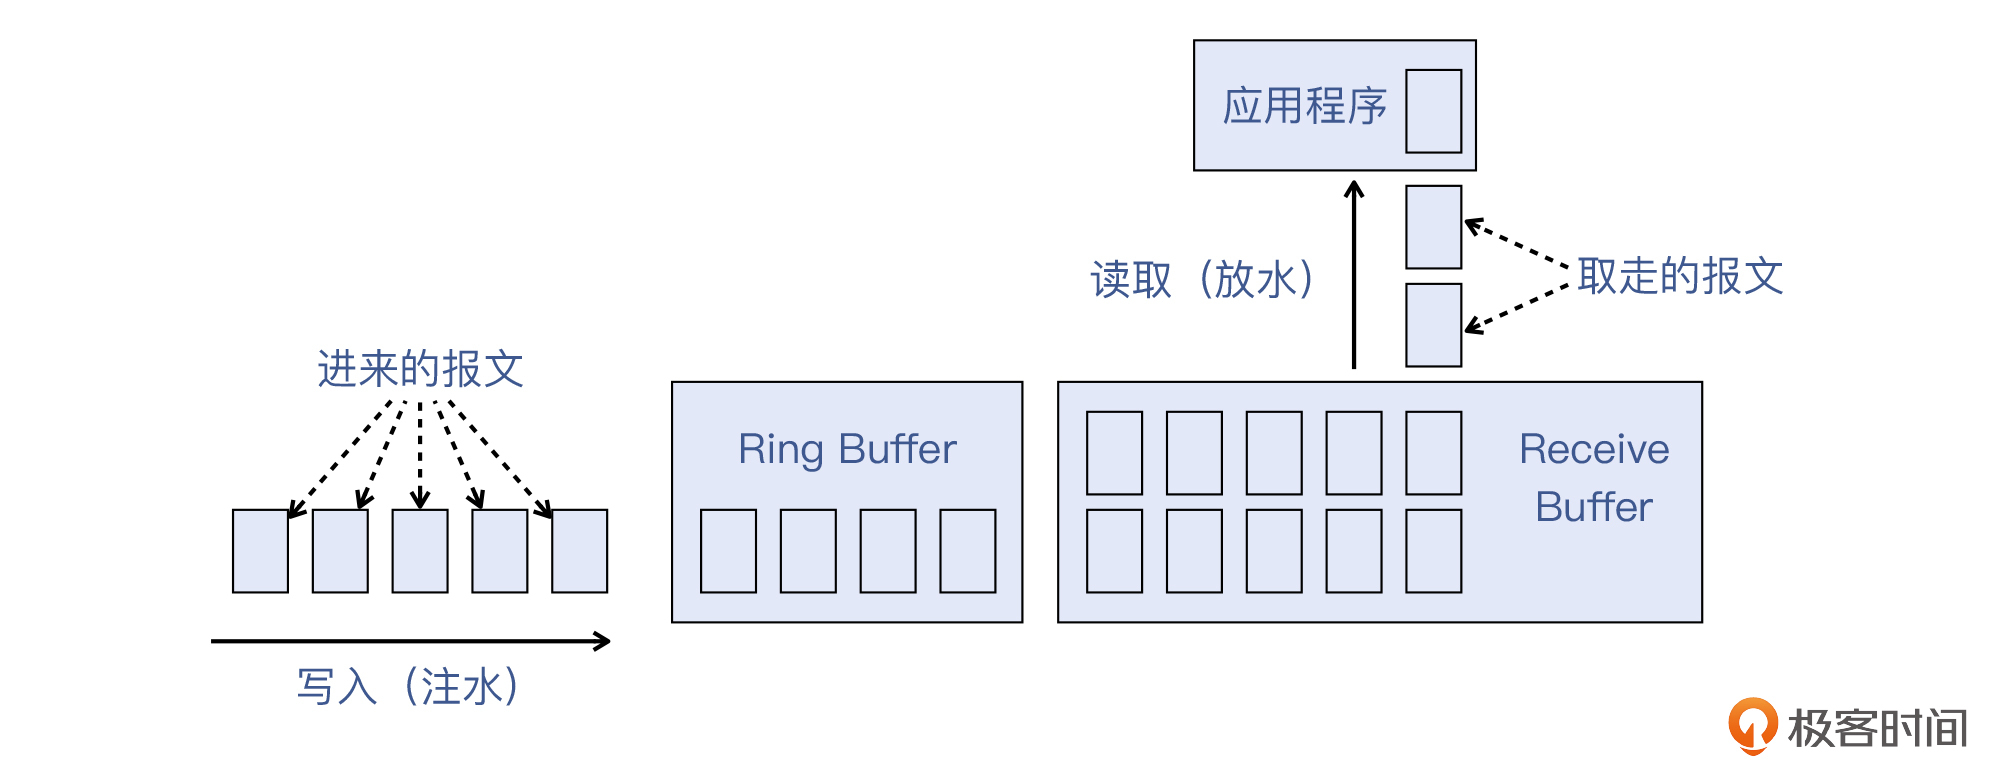 应用程序
读取（放水）
取走的报文
进来的报文
Ring Buffer
Receive
Buffer
写入（注水）
极客时间